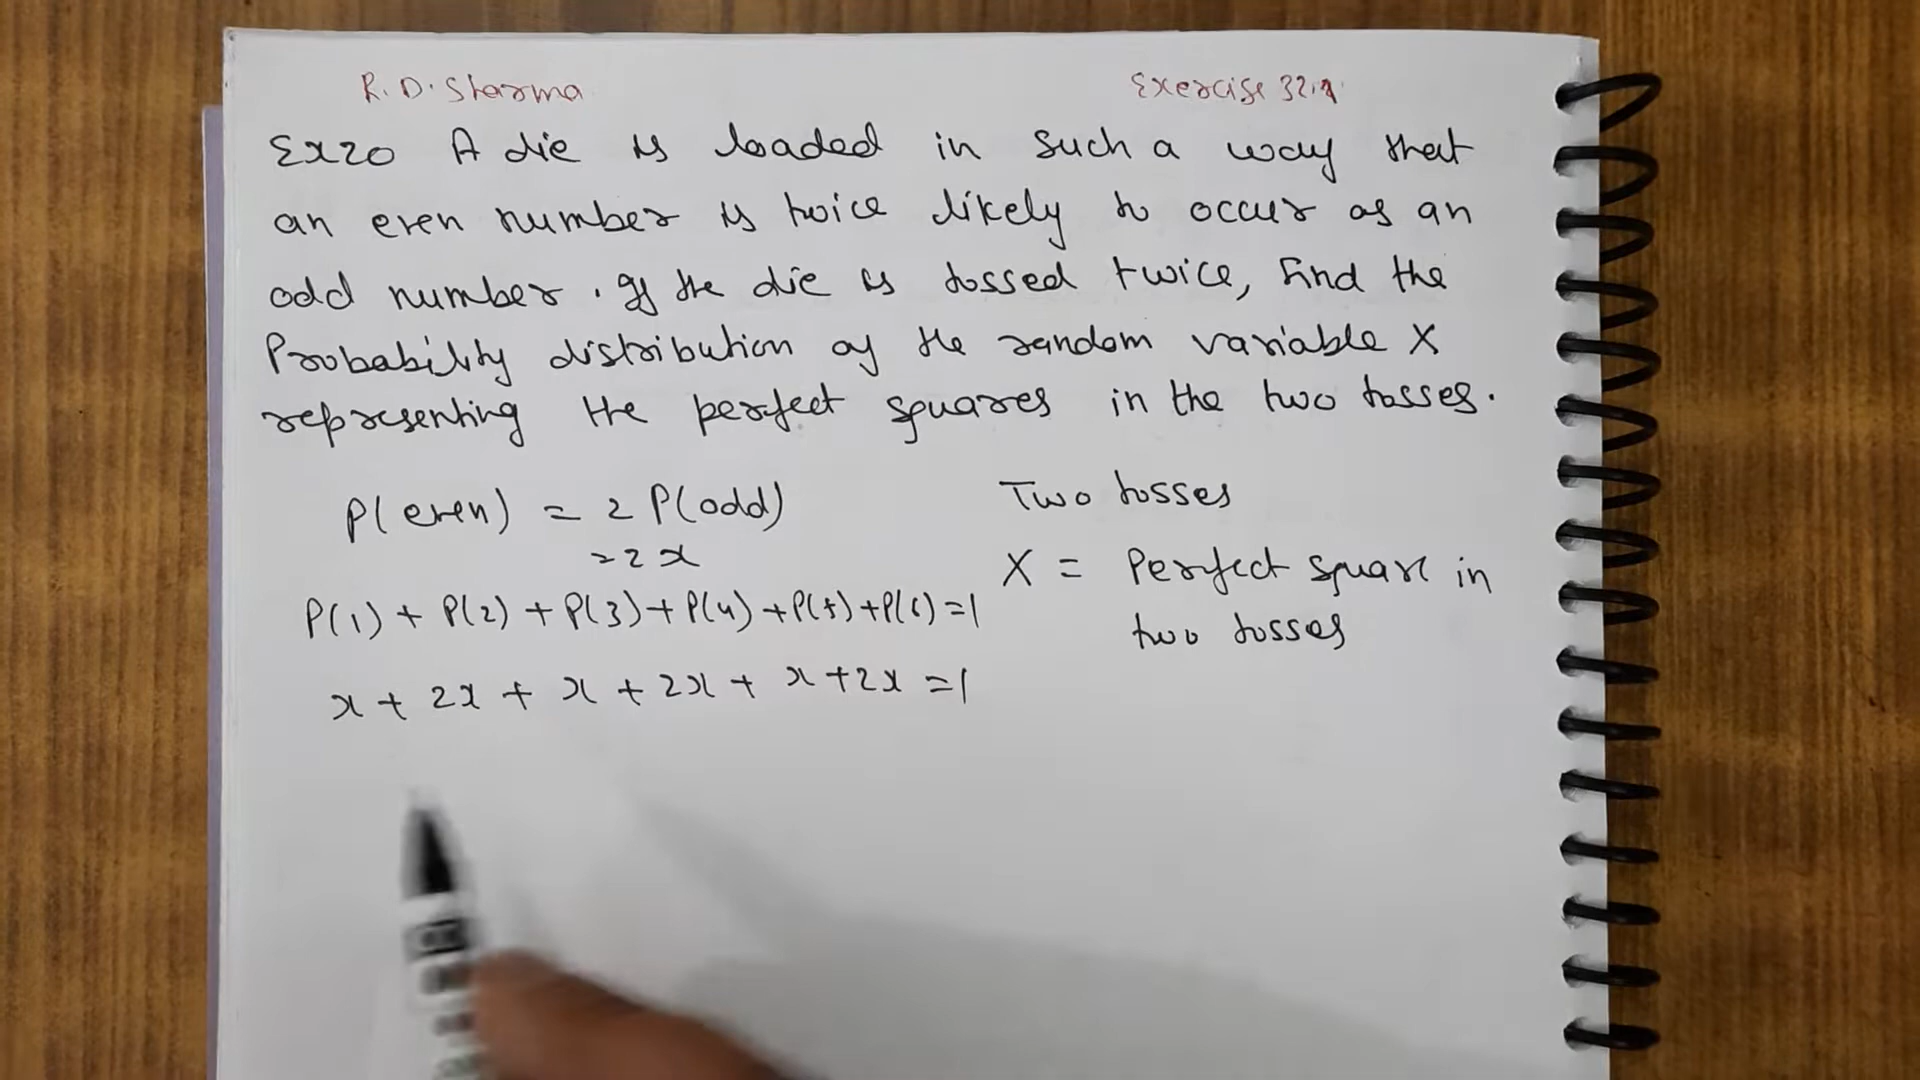 R.D. Sharma
Exercise 32.1
Ex20 A die is loaded in such a way that
an even number is twice likely to occur as an
odd number. If the die is tossed twice, find the
Probability distribution of the random variable X
representing the perfect squares in the two tosses.
P(even) = 2 P(odd)
= 2x
P(1) + P(2) + P(3) + P(4) + P(5) + P(6) = 1
x + 2x + x + 2x + x + 2x = 1
Two tosses
X = Perfect square in
two tosses